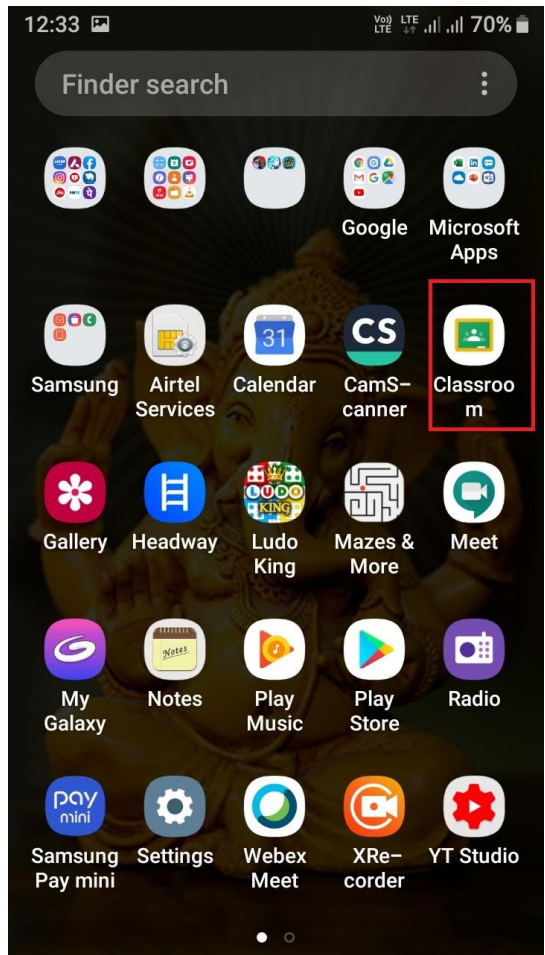 12:33
Vo)) LTE LTE 70%
Finder search
Google Microsoft Apps
31
CS
Samsung Airtel Services Calendar CamS-canner Classroo
m
LUDO
KING
Gallery Headway Ludo King Mazes & More Meet
Notes
My Galaxy Notes Play Music Play Store Radio
pay
mini
Samsung Pay mini Settings Webex Meet XRe-corder YT Studio